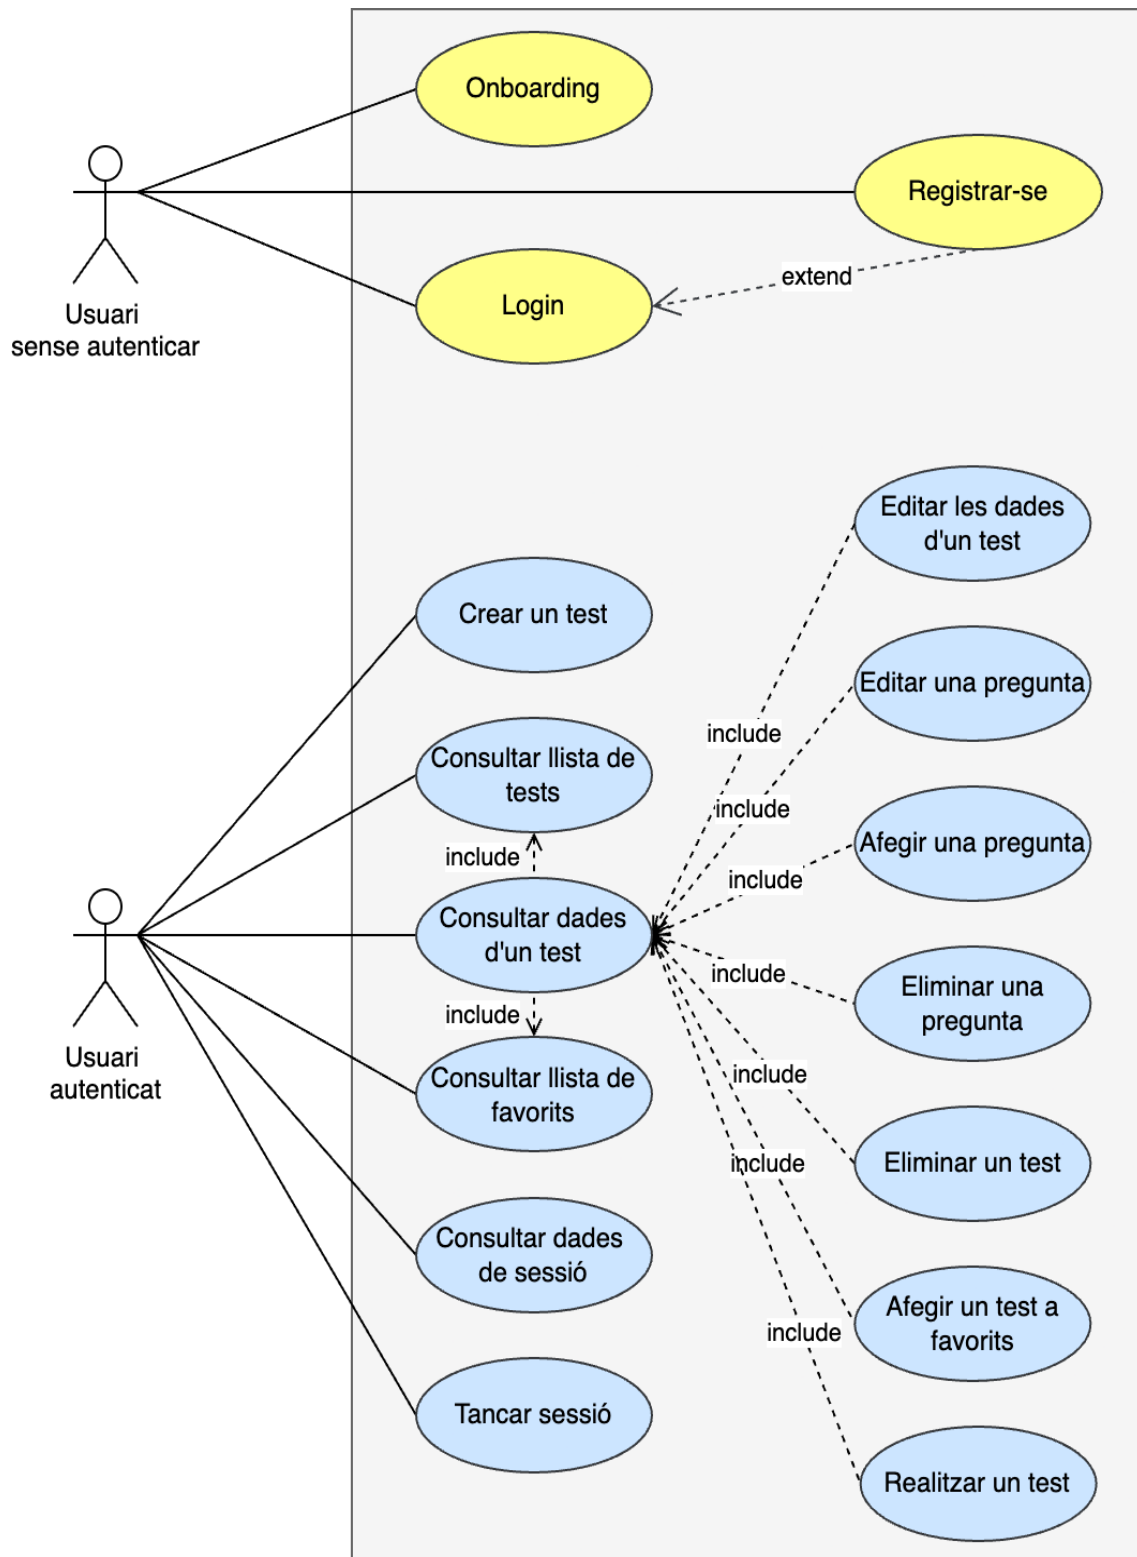 Onboarding
Registrar-se
extend
Login
Usuari
sense autenticar
Editar les dades
d'un test
Crear un test
Editar una pregunta
include
Consultar llista de
tests
include
Afegir una pregunta
include
include
Consultar dades
d'un test
include
Eliminar una
pregunta
include
Usuari
autenticat
Consultar llista de
favorits
include
Eliminar un test
include
Consultar dades
de sessió
Afegir un test a
favorits
include
Tancar sessió
Realitzar un test